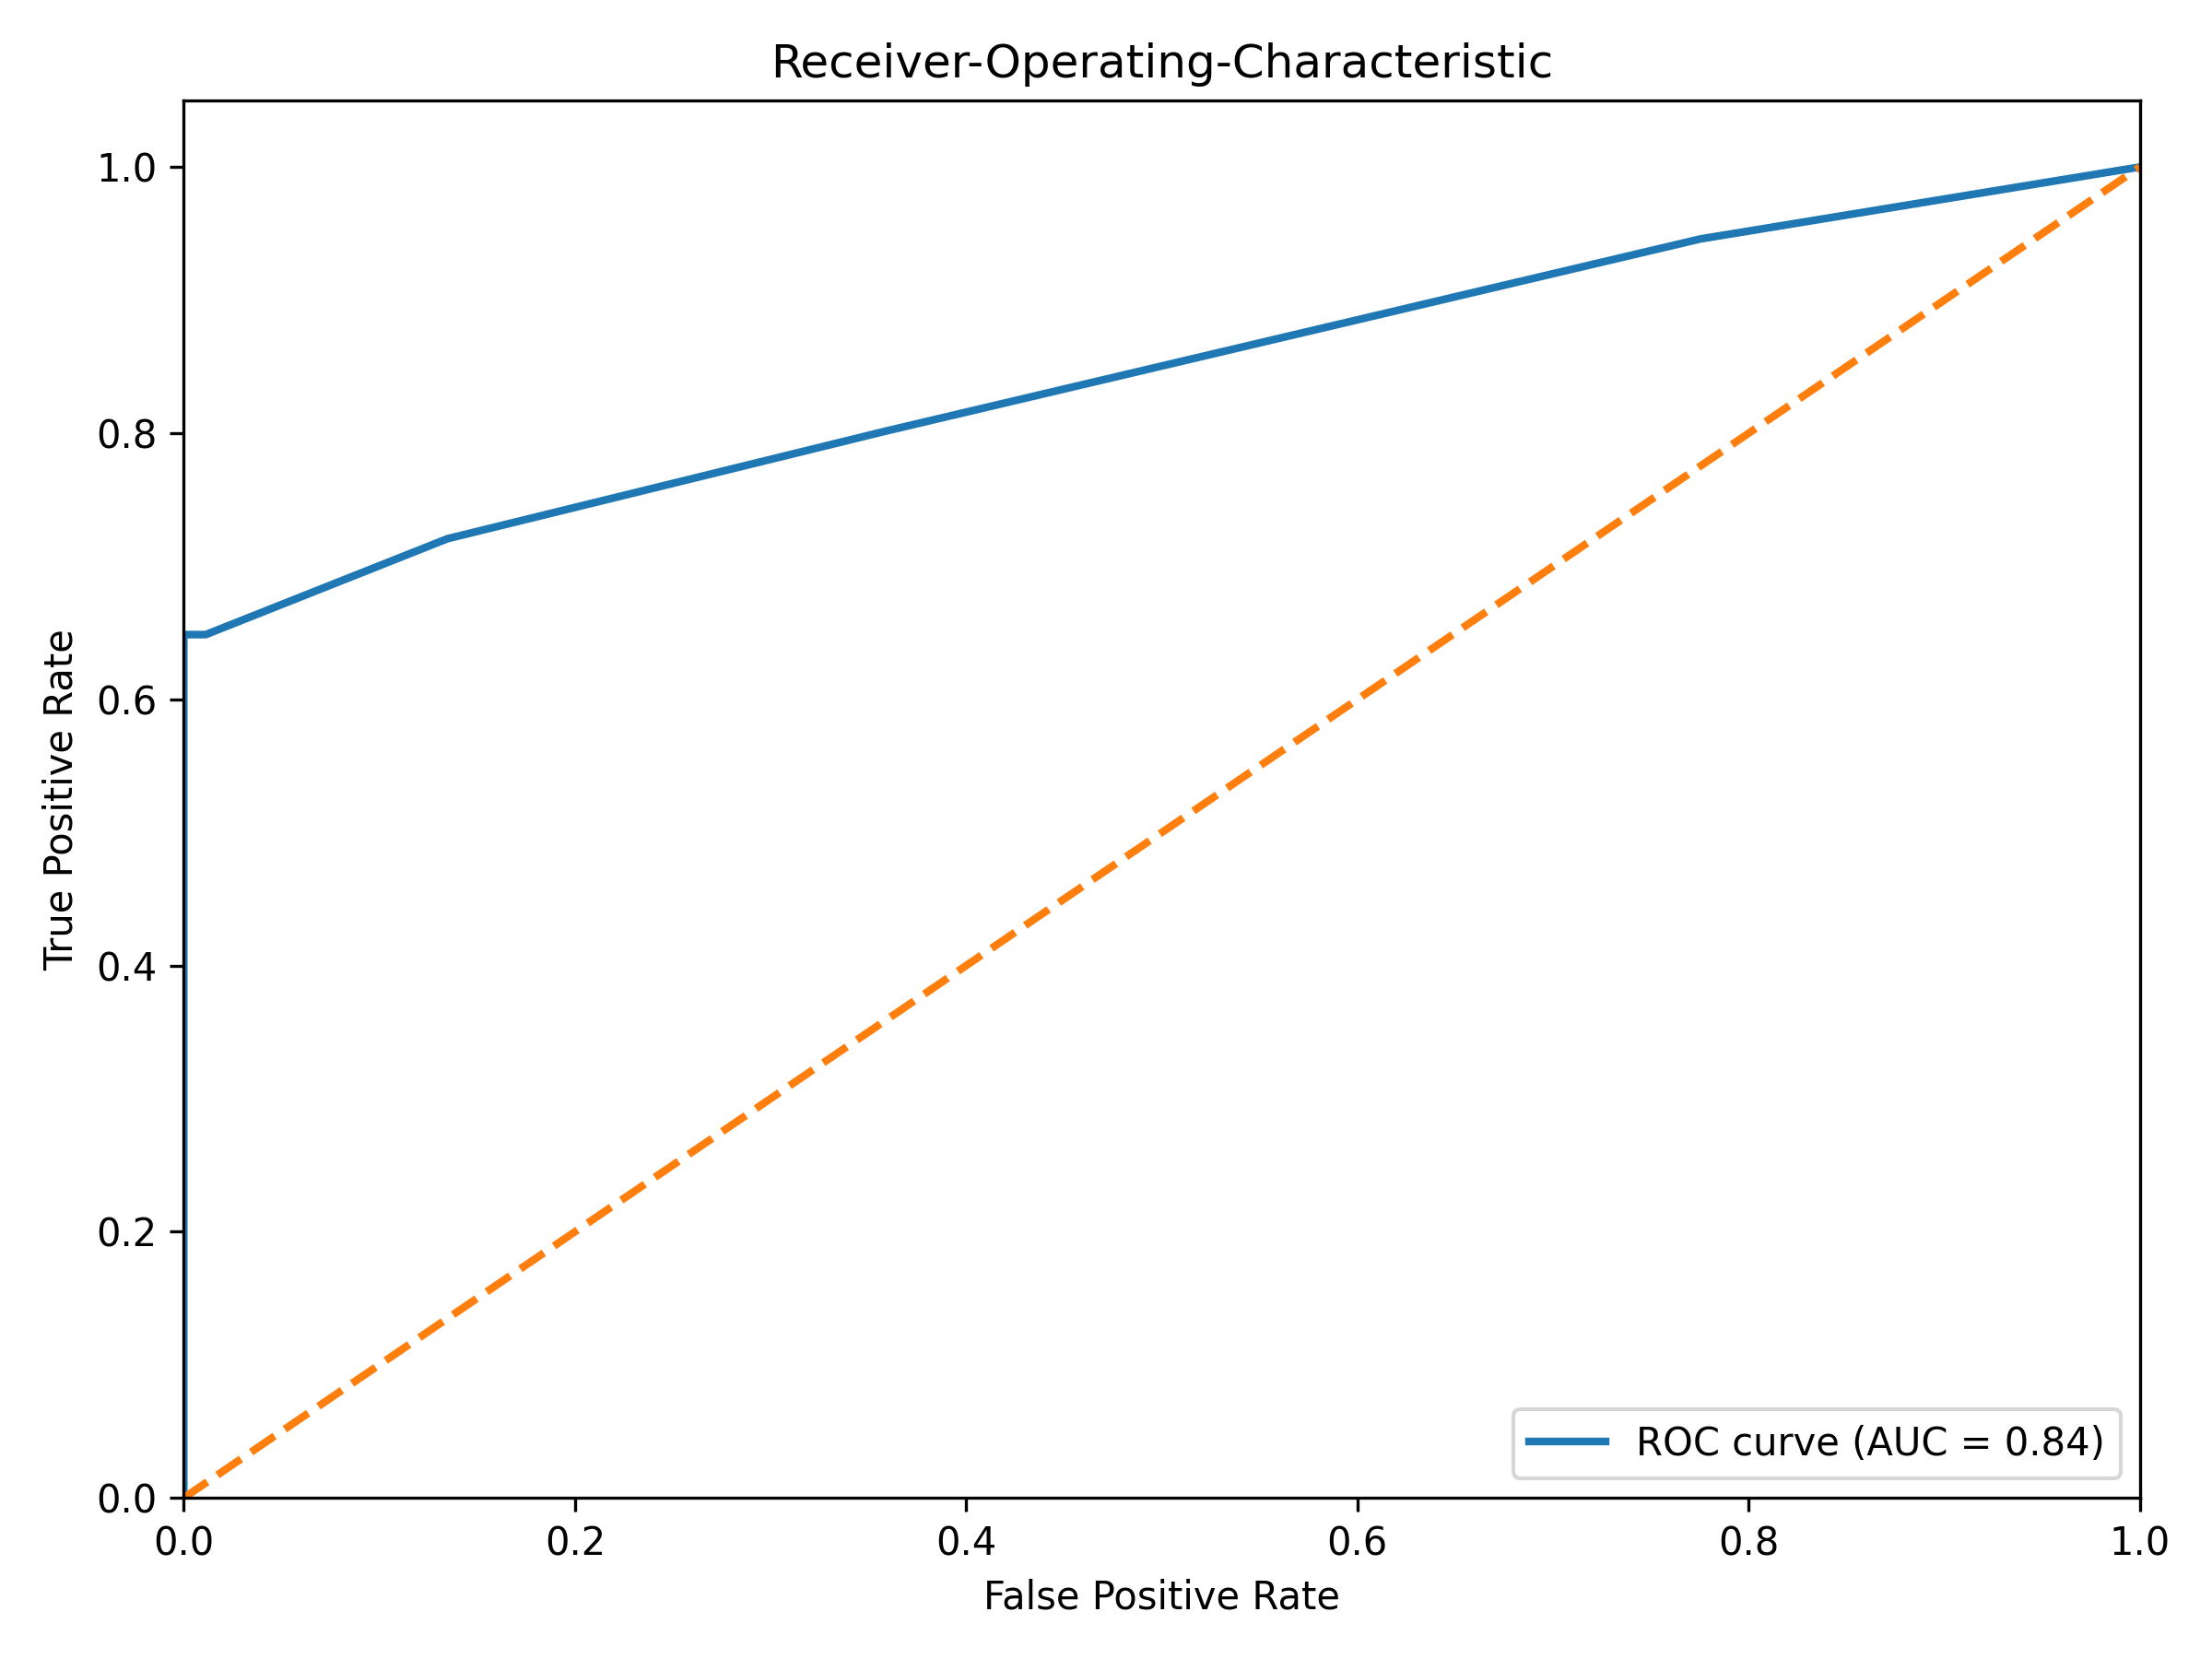 Receiver-Operating-Characteristic
1.0
0.8
0.6
0.4
0.2
0.0
True Positive Rate
ROC curve (AUC = 0.84)
0.0 0.2 0.4 0.6 0.8 1.0
False Positive Rate